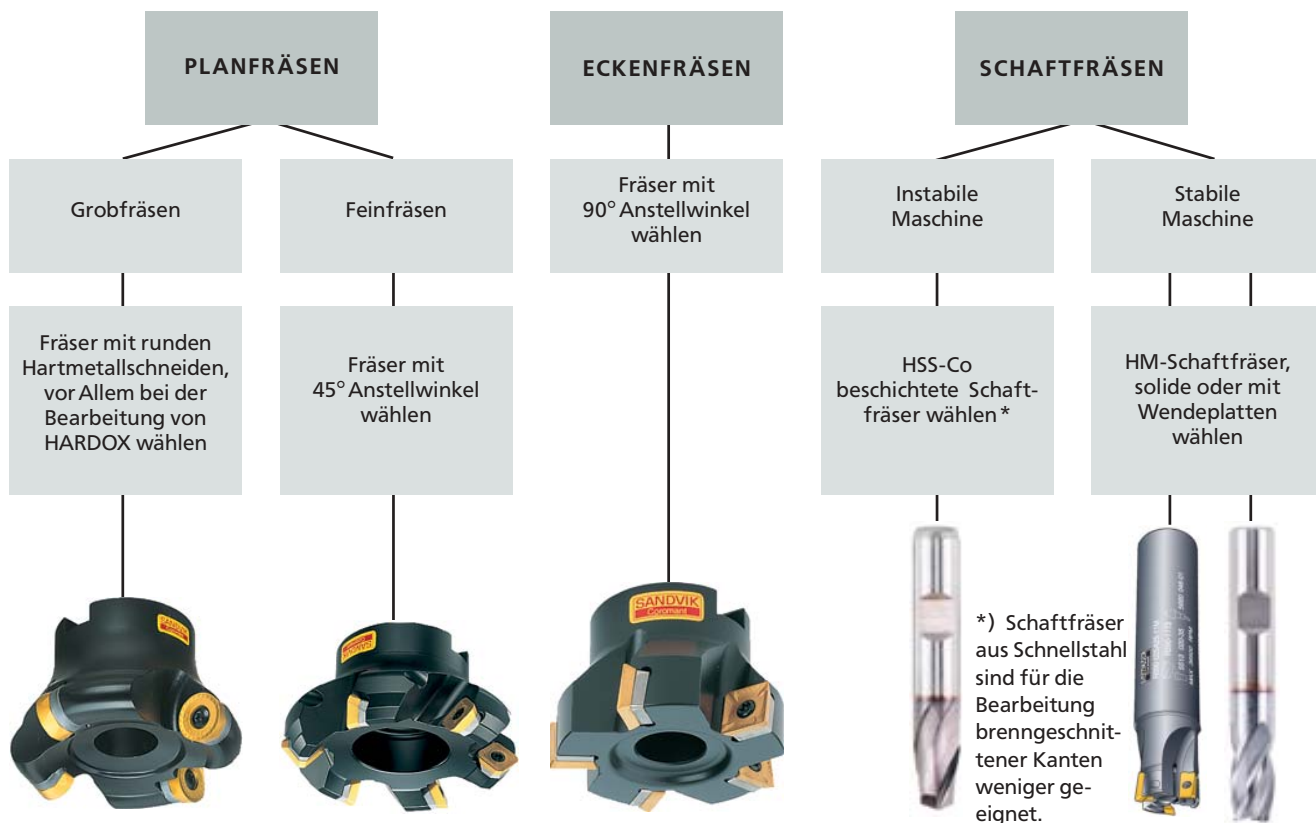 PLANFRÄSEN
ECKENFRÄSEN
SCHAFTFRÄSEN
Grobfräsen
Feinfräsen
Fräser mit
90° Anstellwinkel
wählen
Instabile
Maschine
Stabile
Maschine
Fräser mit runden
Hartmetallschneiden,
vor Allem bei der
Bearbeitung von
HARDOX wählen
Fräser mit
45° Anstellwinkel
wählen
HSS-Co
beschichtete Schaft-
fräser wählen*
HM-Schaftfräser,
solide oder mit
Wendeplatten
wählen
SANDVIK
Coromant
SANDVIK
Coromant
*) Schaftfräser
aus Schnellstahl
sind für die
Bearbeitung
brenngeschnit-
tener Kanten
weniger ge-
eignet.